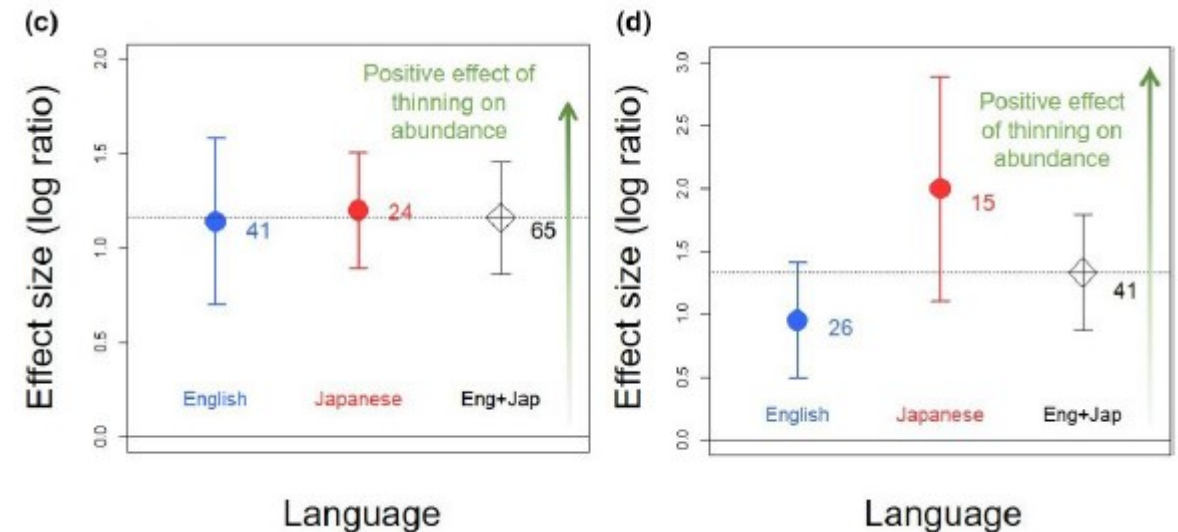 (c)
Effect size (log ratio)
2.0
1.5
1.0
0.5
0.0
Positive effect of
thinning on
abundance
41
24
65
English
Japanese
Eng+Jap
Language
(d)
Effect size (log ratio)
3.0
2.5
2.0
1.5
1.0
0.5
0.0
Positive effect
of thinning on
abundance
15
26
41
English
Japanese
Eng+Jap
Language